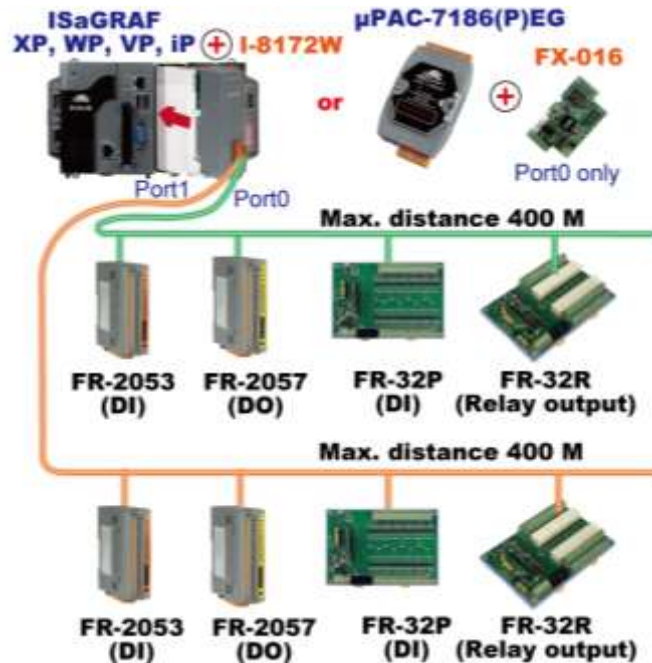 ISaGRAF
XP, WP, VP, iP + I-8172W
or
µPAC-7186(P)EG
+
FX-016
Port0 only
Port1
Port0
Max. distance 400 M
FR-2053
(DI)
FR-2057
(DO)
FR-32P
(DI)
FR-32R
(Relay output)
Max. distance 400 M
FR-2053
(DI)
FR-2057
(DO)
FR-32P
(DI)
FR-32R
(Relay output)